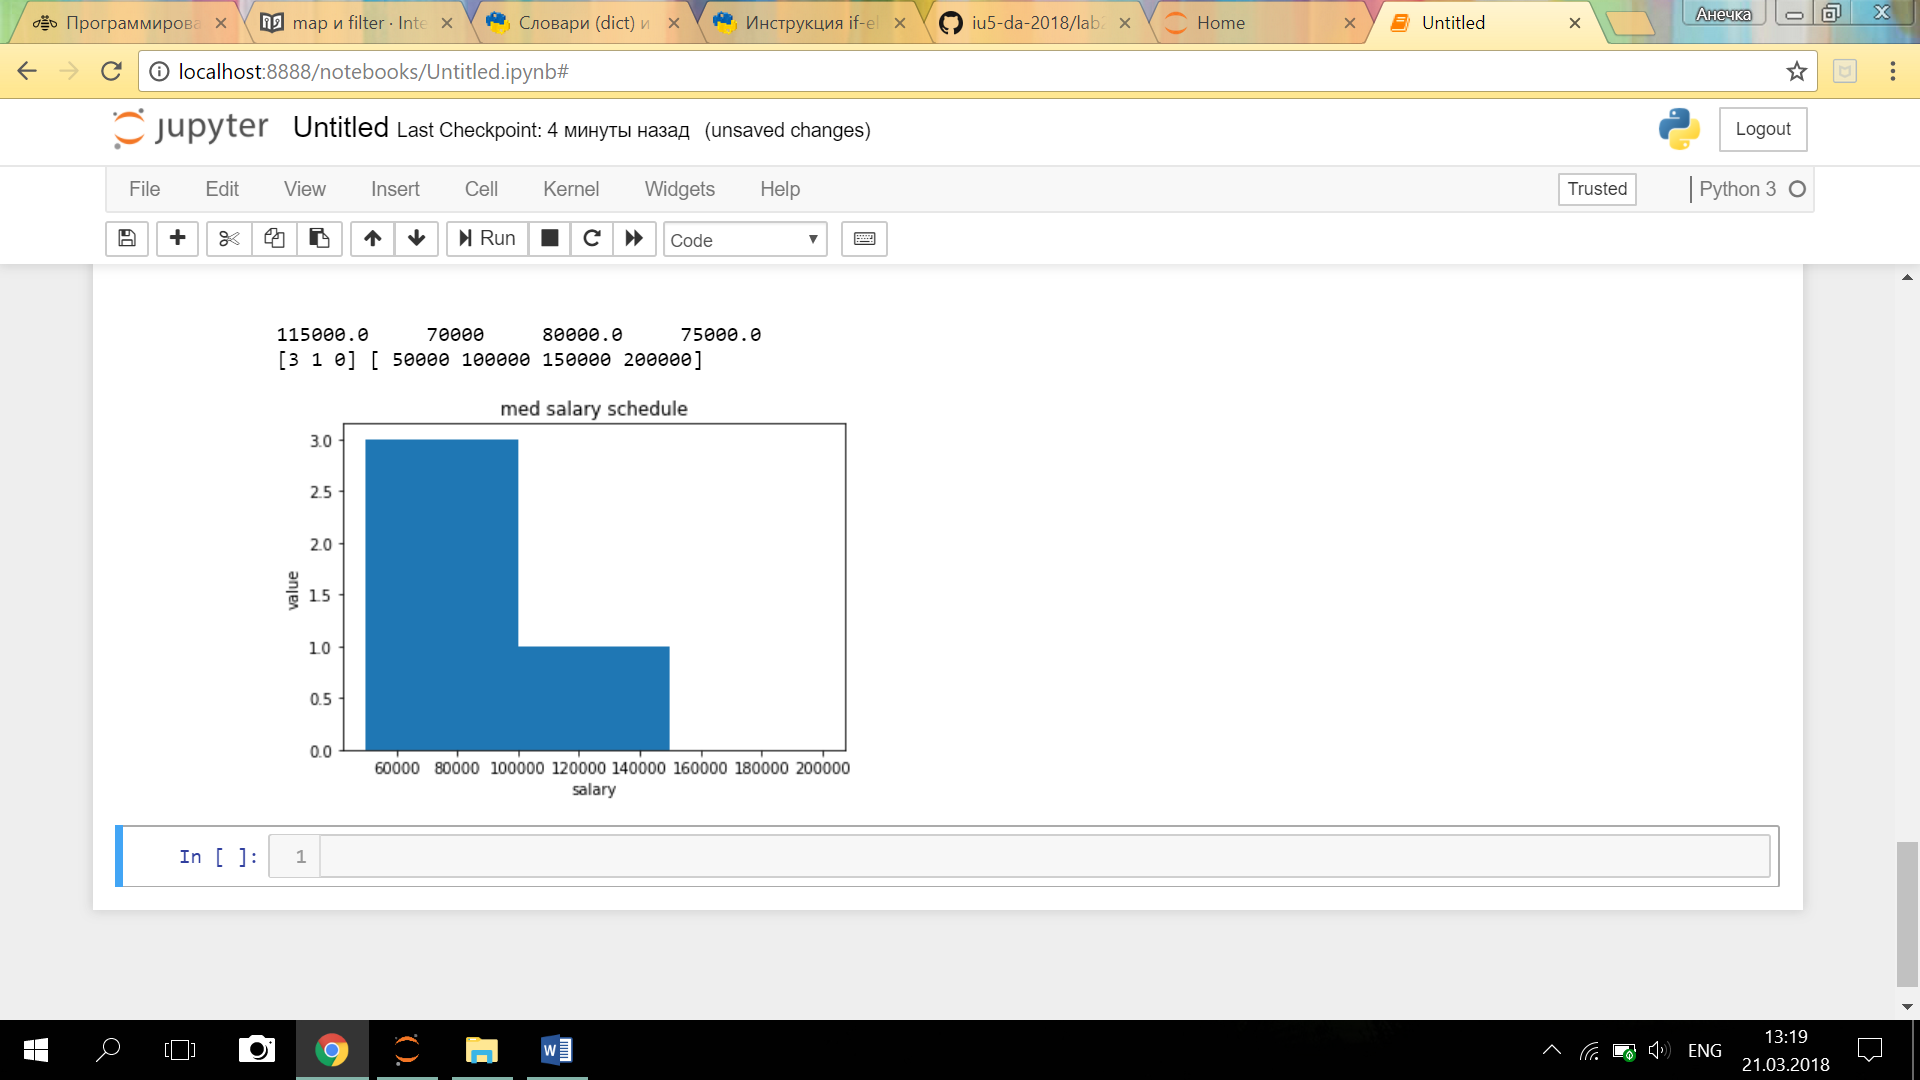 Программирова
map и filter · Inte
Словари (dict) и
Инструкция if-el
iu5-da-2018/lab2
Home
Untitled
Анечка
localhost:8888/notebooks/Untitled.ipynb#
jupyter Untitled Last Checkpoint: 4 минуты назад (unsaved changes)
Logout
File Edit View Insert Cell Kernel Widgets Help
Trusted
Python 3
Run
Code
115000.0 70000 80000.0 75000.0
[3 1 0] [ 50000 100000 150000 200000]
med salary schedule
3.0
2.5
2.0
1.5
1.0
0.5
0.0
value
60000 80000 100000 120000 140000 160000 180000 200000
salary
In [ ]: 1
ENG
13:19
21.03.2018